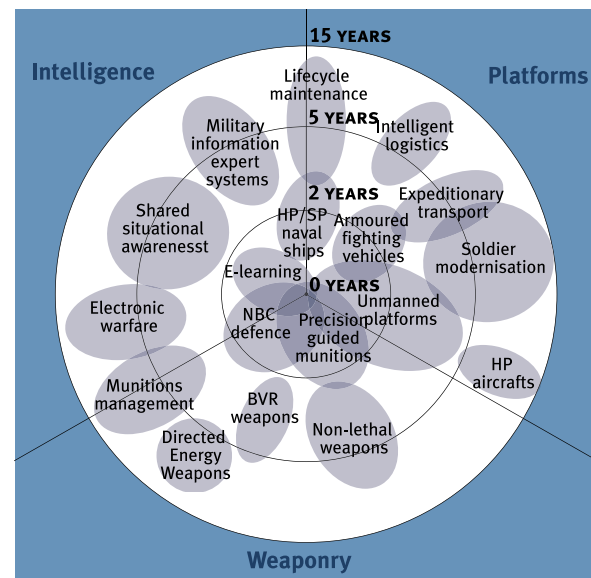 15 YEARS
Intelligence
Platforms
Lifecycle
maintenance
5 YEARS
Military
information
expert
systems
Intelligent
logistics
2 YEARS
Expeditionary
transport
Shared
situational
awarenesst
HP/SP
naval
ships
Armoured
fighting
vehicles
Soldier
modernisation
E-learning
0 YEARS
Electronic
warfare
NBC
defence
Precision
guided
munitions
Unmanned
platforms
HP
aircrafts
Munitions
management
BVR
weapons
Non-lethal
weapons
Directed
Energy
Weapons
Weaponry